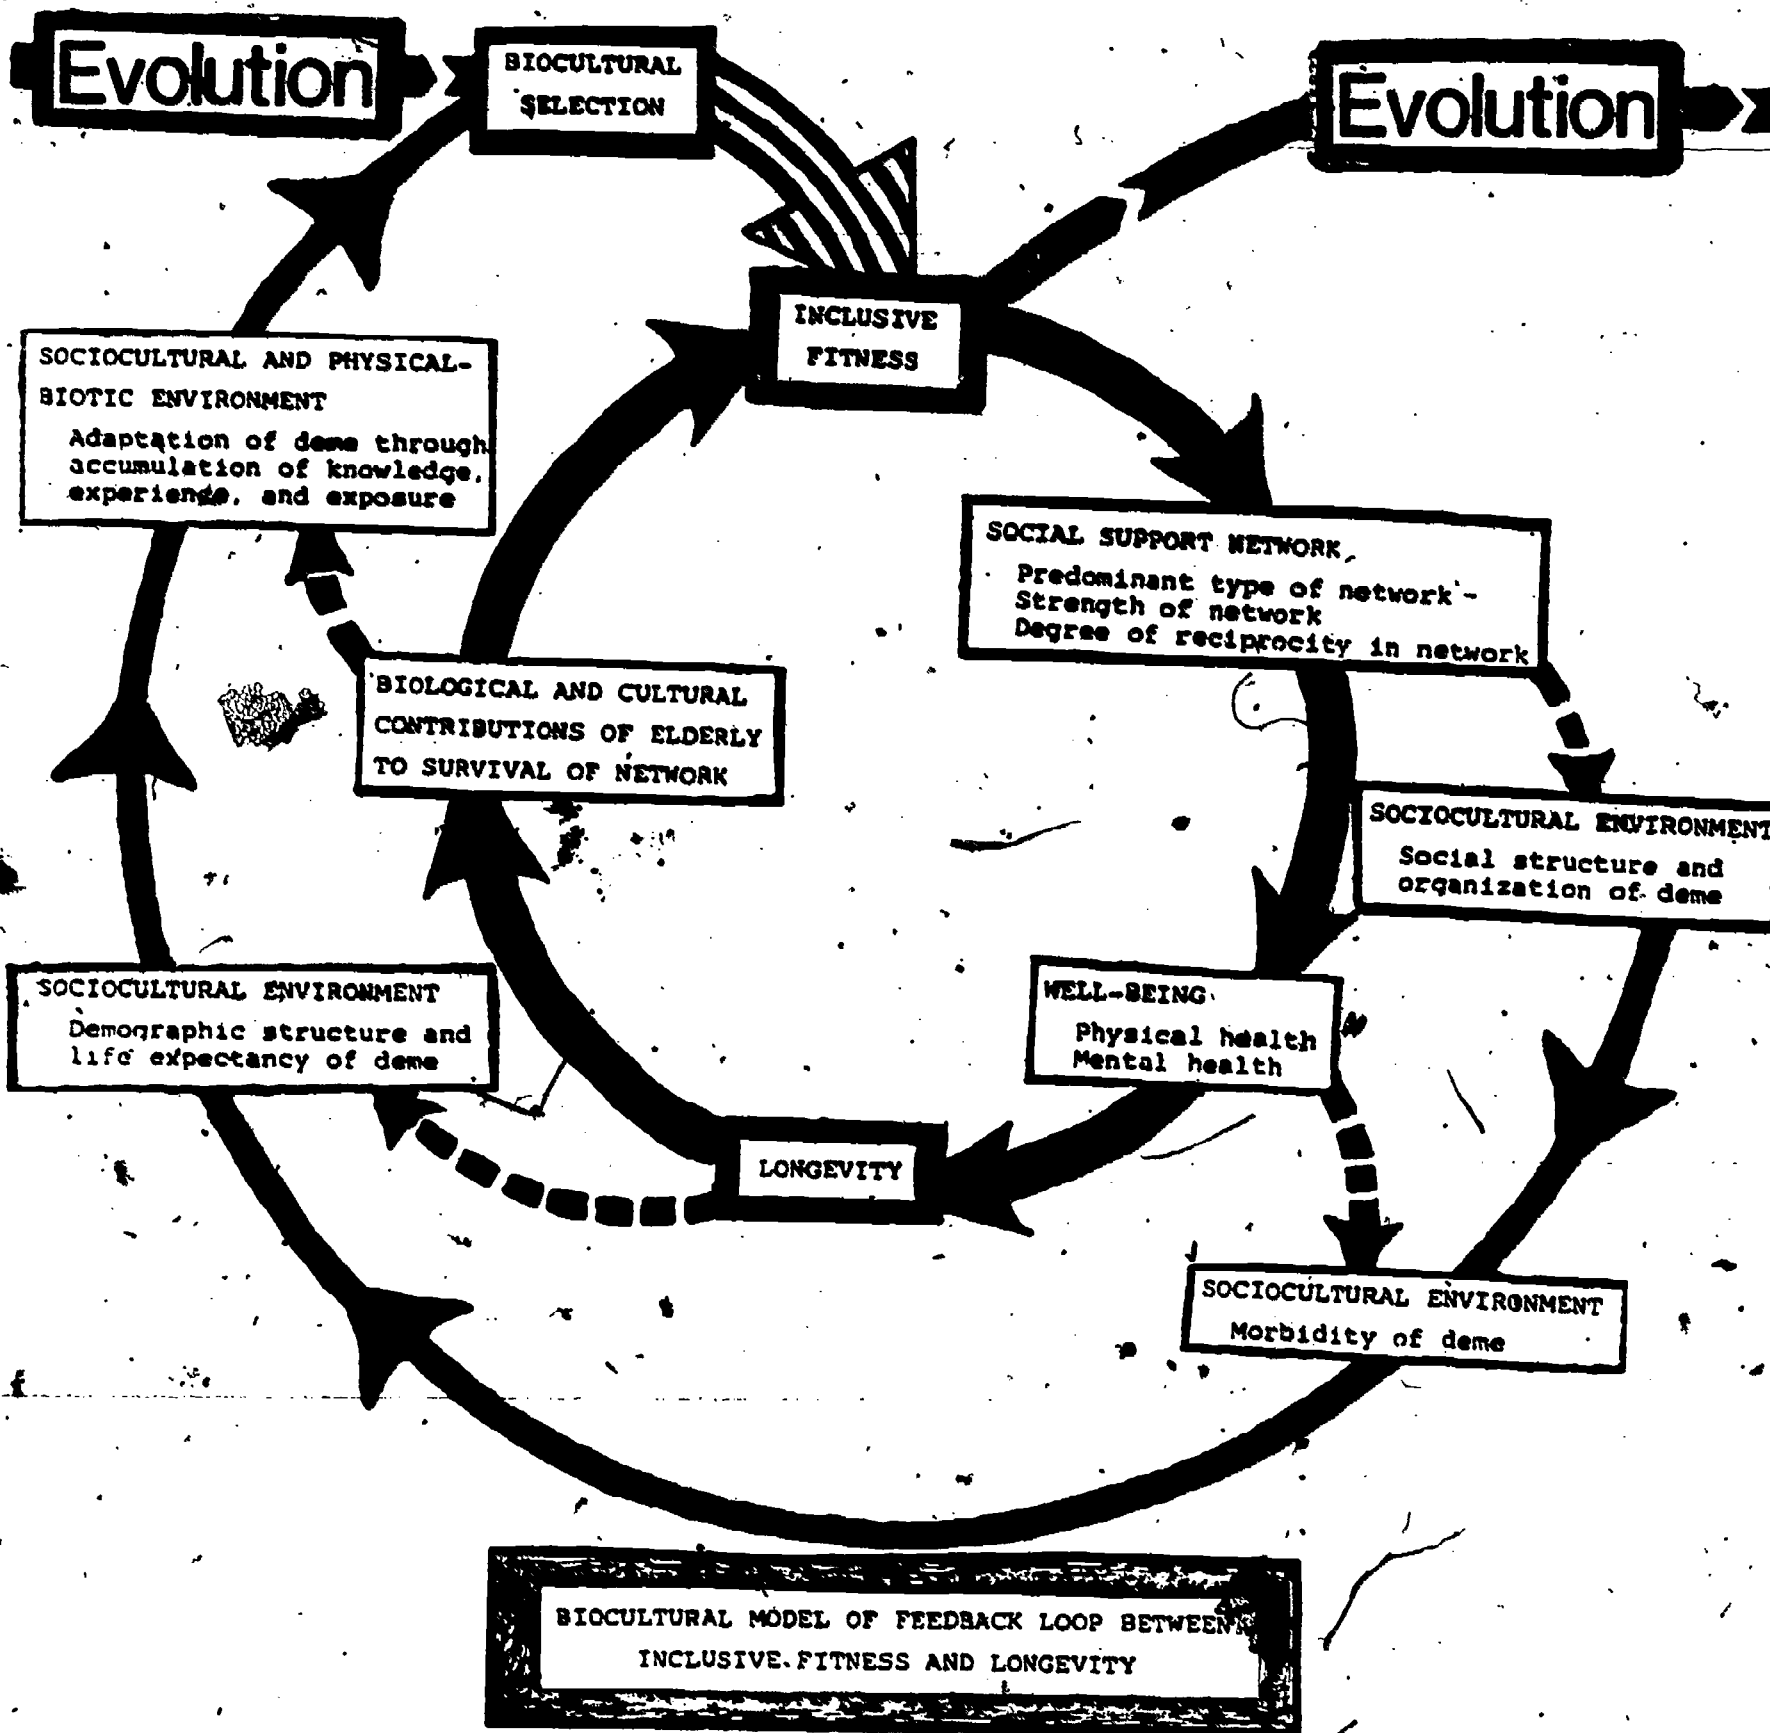 Evolution
BIOCULTURAL
SELECTION
Evolution
INCLUSIVE
FITNESS
SOCIOCULTURAL AND PHYSICAL-
BIOTIC ENVIRONMENT
Adaptation of deme through
accumulation of knowledge,
experience, and exposure
SOCIAL SUPPORT NETWORK
Predominant type of network
Strength of network
Degree of reciprocity in network
BIOLOGICAL AND CULTURAL
CONTRIBUTIONS OF ELDERLY
TO SURVIVAL OF NETWORK
SOCIOCULTURAL ENVIRONMENT
Social structure and
organization of deme
SOCIOCULTURAL ENVIRONMENT
Demographic structure and
life expectancy of deme
WELL-BEING
Physical health
Mental health
LONGEVITY
SOCIOCULTURAL ENVIRONMENT
Morbidity of deme
BIOCULTURAL MODEL OF FEEDBACK LOOP BETWEEN
INCLUSIVE FITNESS AND LONGEVITY